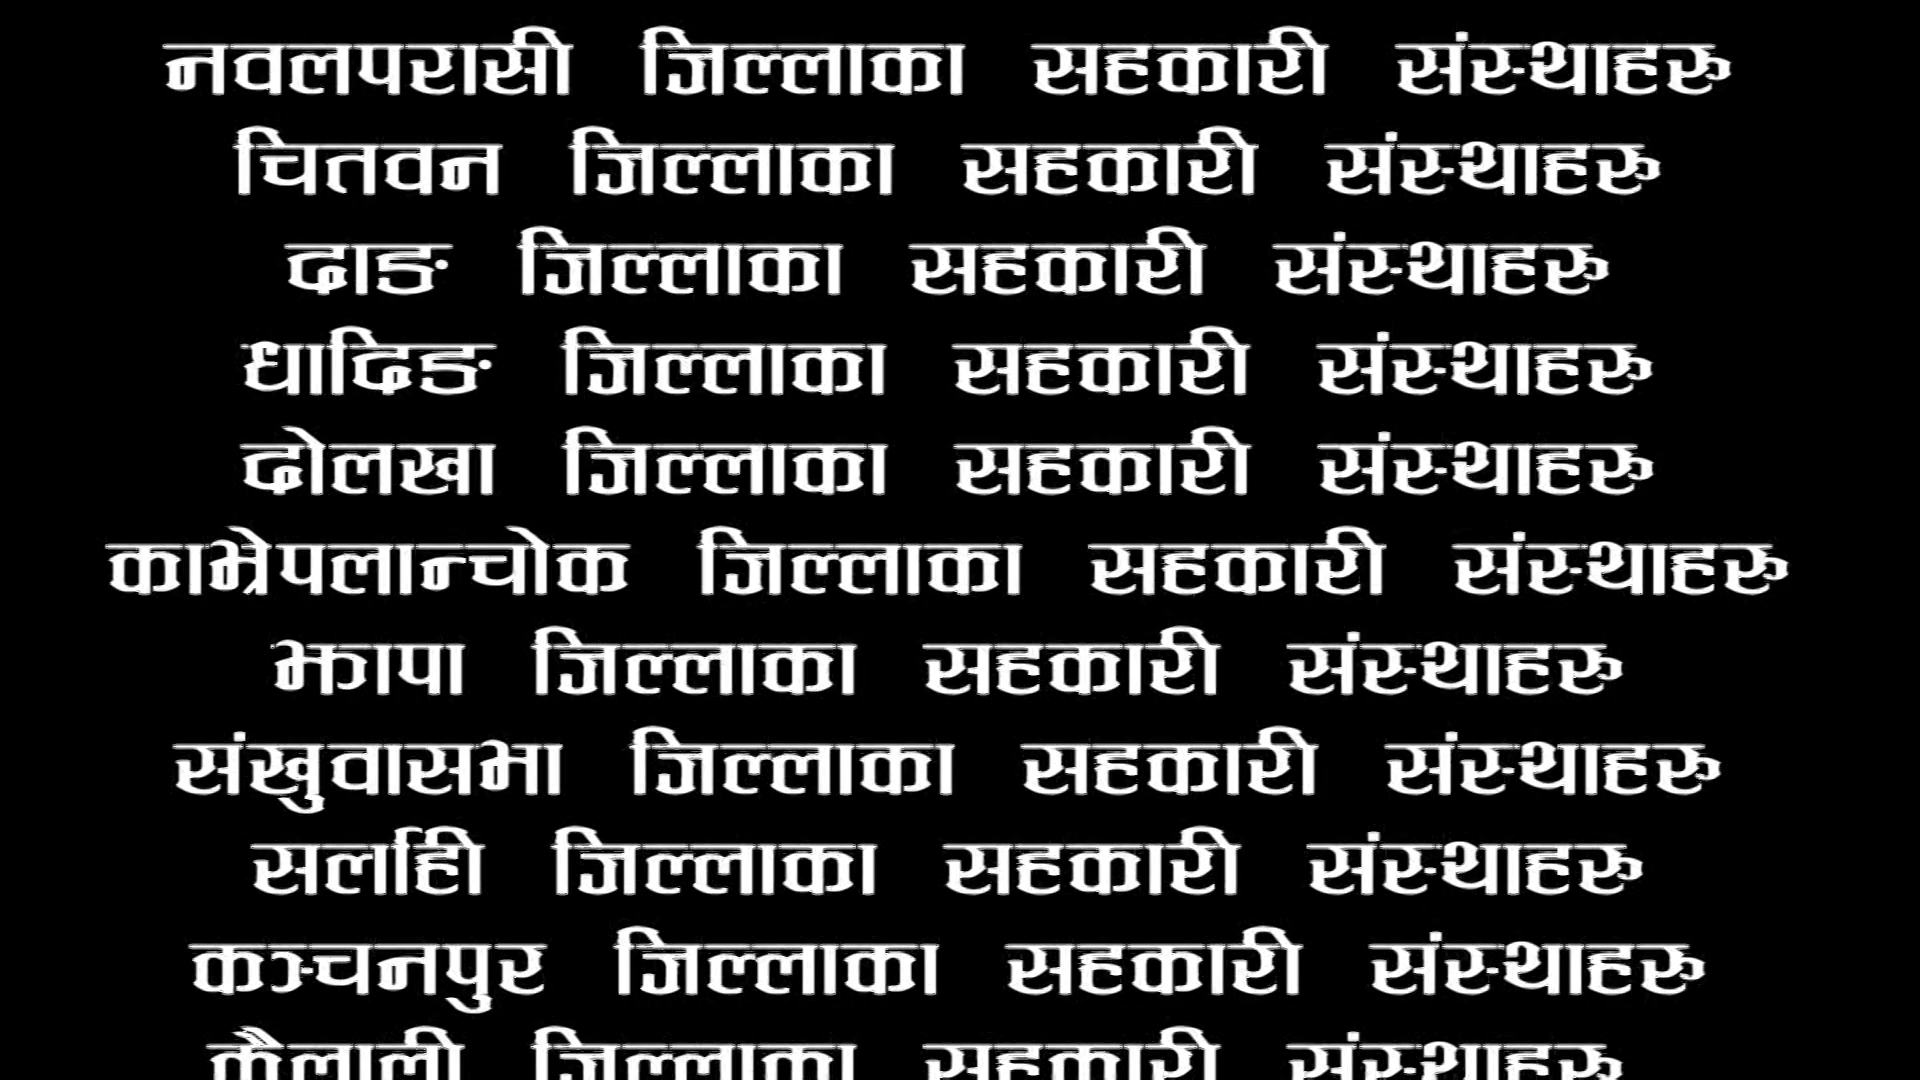 नवलपरासी जिल्लाका सहकारी संस्थाहरु
चितवन जिल्लाका सहकारी संस्थाहरु
दाङ जिल्लाका सहकारी संस्थाहरु
धादिङ जिल्लाका सहकारी संस्थाहरु
दोलखा जिल्लाका सहकारी संस्थाहरु
काभ्रेपलान्चोक जिल्लाका सहकारी संस्थाहरु
झापा जिल्लाका सहकारी संस्थाहरु
संखुवासभा जिल्लाका सहकारी संस्थाहरु
सर्लाही जिल्लाका सहकारी संस्थाहरु
कञ्चनपुर जिल्लाका सहकारी संस्थाहरु
कैलाली जिल्लाका सहकारी संस्थाहरु